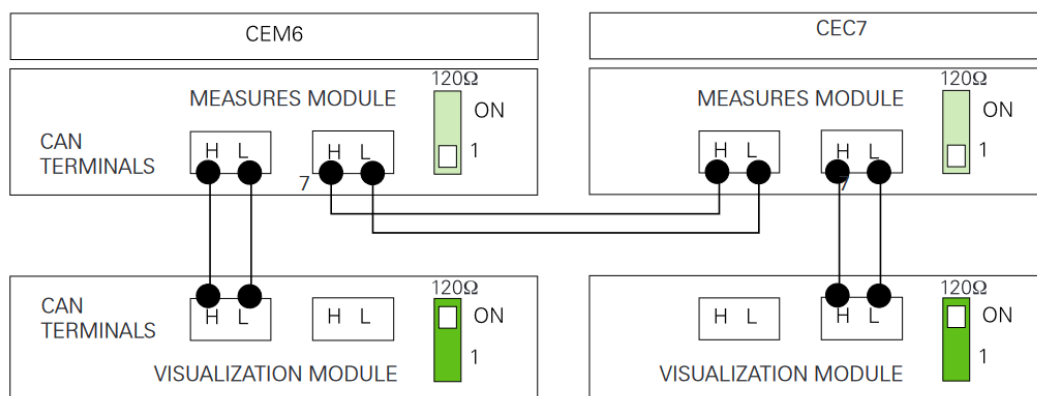 CEM6
CEC7
120Ω
MEASURES MODULE
ON
CAN
TERMINALS
H L
H L
1
7
120Ω
MEASURES MODULE
ON
H L
H L
1
7
120Ω
CAN
TERMINALS
H L
H L
ON
1
VISUALIZATION MODULE
120Ω
H L
H L
ON
1
VISUALIZATION MODULE